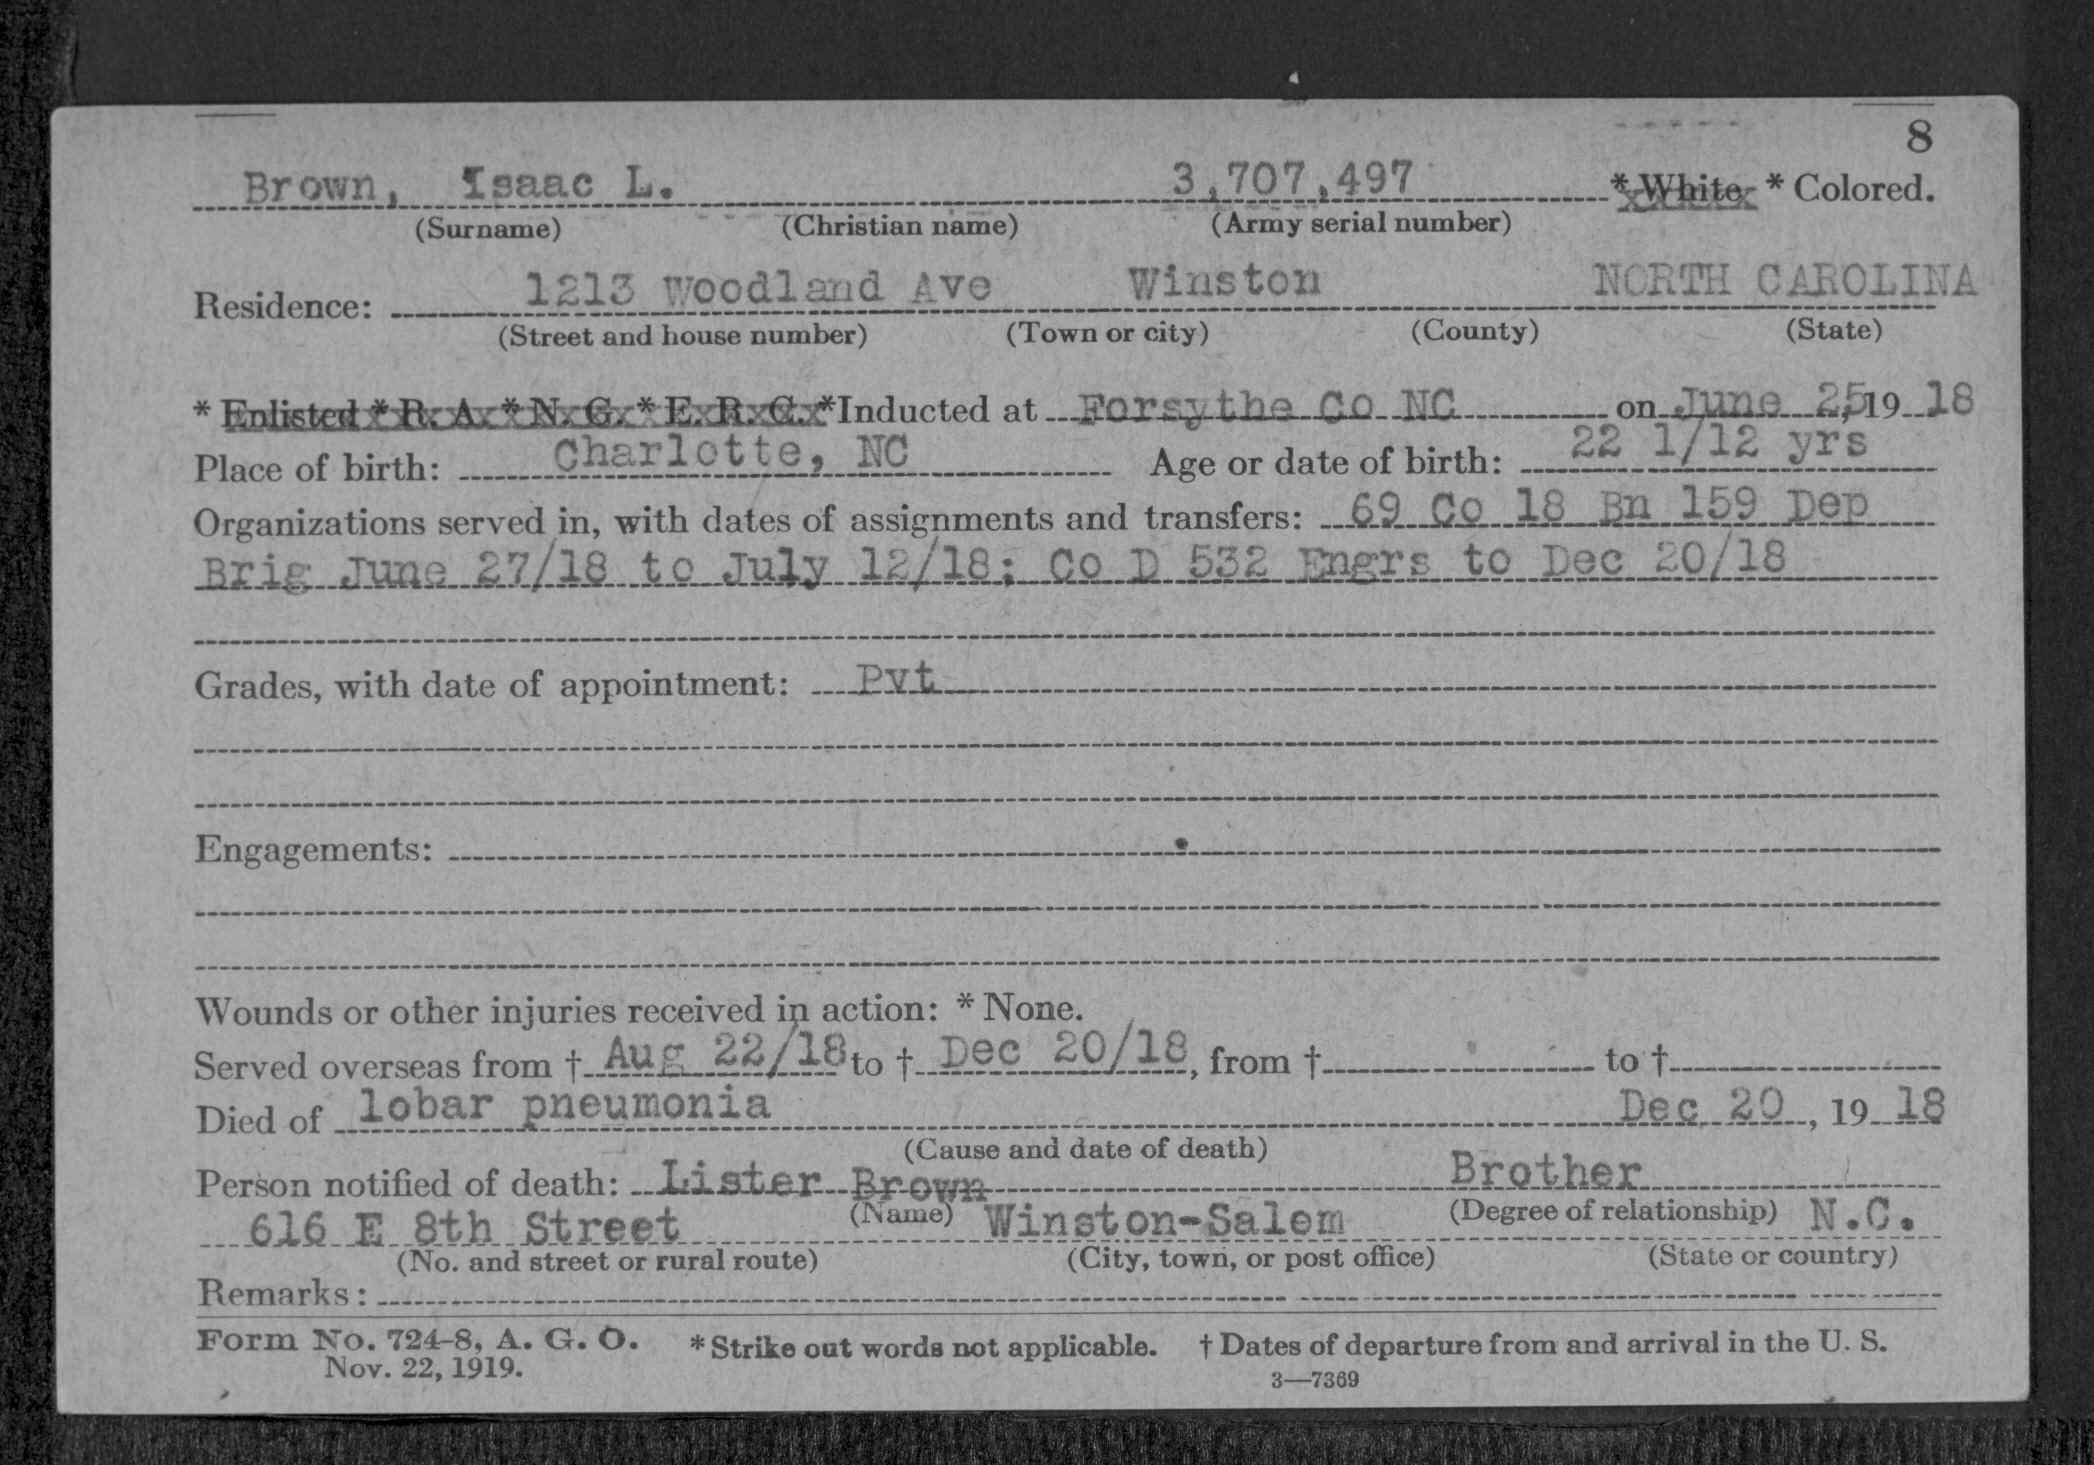 8
Brown, Isaac L. 3,707,497 * White * Colored.
(Surname) (Christian name) (Army serial number)
Residence: 1213 Woodland Ave Winston NORTH CAROLINA
(Street and house number) (Town or city) (County) (State)
* Enlisted * R. A. * N. G. * E. R. C. * Inducted at Forsythe Co NC on June 25, 19 18
Place of birth: Charlotte, NC Age or date of birth: 22 1/12 yrs
Organizations served in, with dates of assignments and transfers: 69 Co 18 Bn 159 Dep
Brig June 27/18 to July 12/18; Co D 532 Engrs to Dec 20/18
Grades, with date of appointment: Pvt
Engagements:
Wounds or other injuries received in action: * None.
Served overseas from † Aug 22/18 to † Dec 20/18, from † to †
Died of lobar pneumonia Dec 20, 19 18
(Cause and date of death)
Person notified of death: Lister Brown Brother
(Name) (Degree of relationship)
616 E 8th Street Winston-Salem N.C.
(No. and street or rural route) (City, town, or post office) (State or country)
Remarks:
Form No. 724-8, A. G. O. * Strike out words not applicable. † Dates of departure from and arrival in the U. S.
Nov. 22, 1919. 3—7369